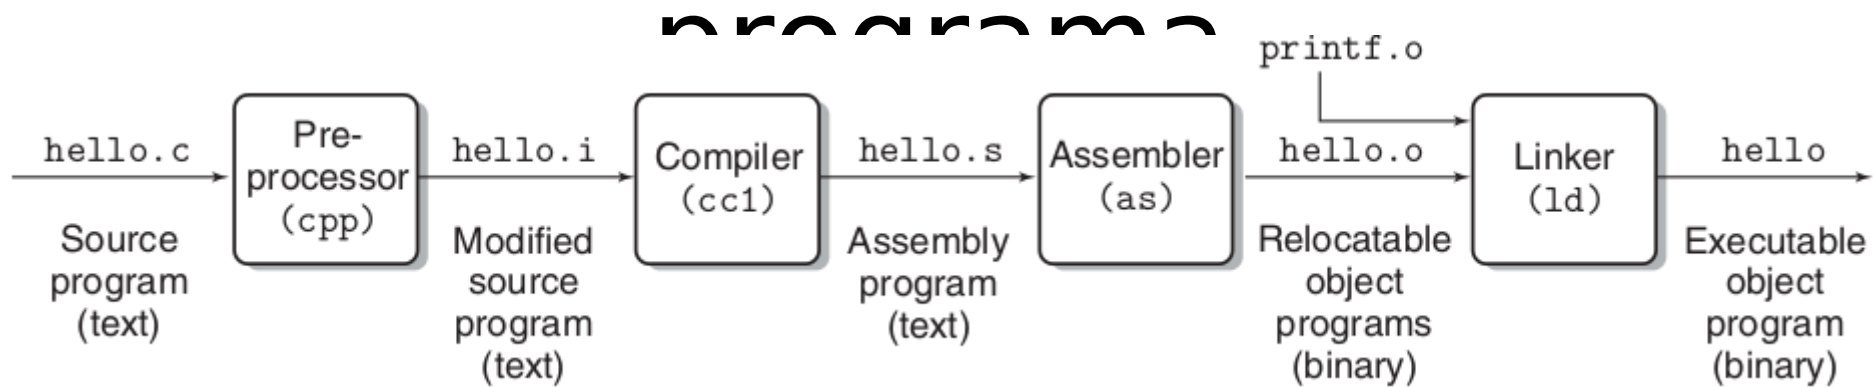 programa
printf.o
hello.c
Pre-
processor
(cpp)
hello.i
Compiler
(cc1)
hello.s
Assembler
(as)
hello.o
Linker
(ld)
hello
Source
program
(text)
Modified
source
program
(text)
Assembly
program
(text)
Relocatable
object
programs
(binary)
Executable
object
program
(binary)